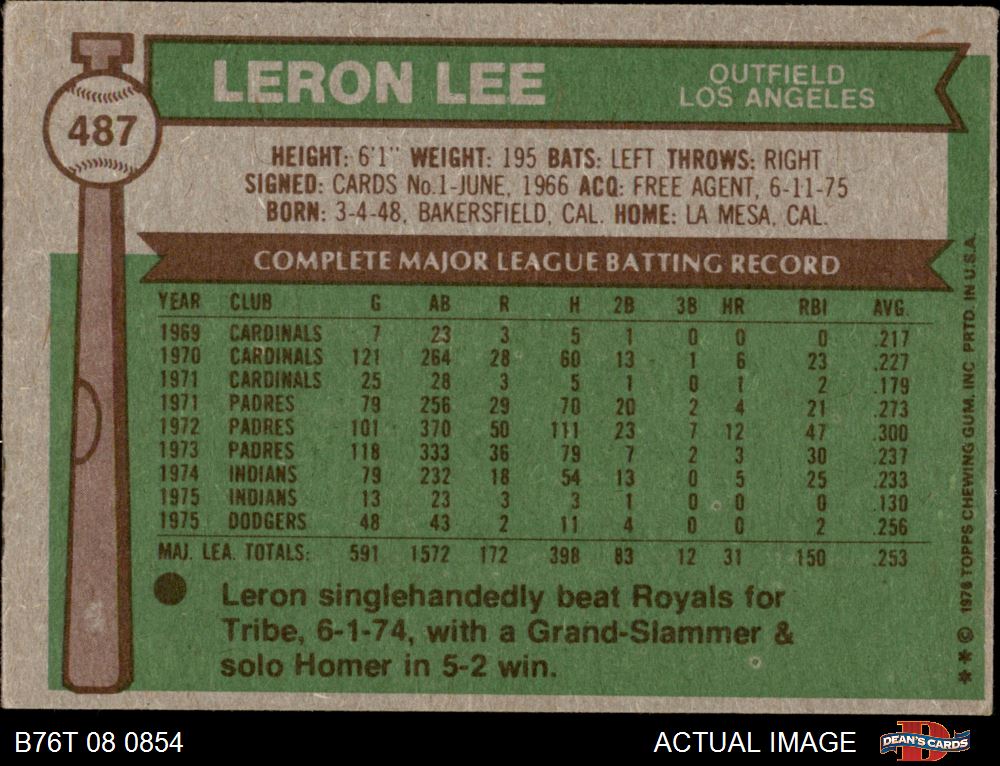 LERON LEE
OUTFIELD
LOS ANGELES
487
HEIGHT: 6'1" WEIGHT: 195 BATS: LEFT THROWS: RIGHT
SIGNED: CARDS No.1-JUNE, 1966 ACQ: FREE AGENT, 6-11-75
BORN: 3-4-48, BAKERSFIELD, CAL. HOME: LA MESA, CAL.
COMPLETE MAJOR LEAGUE BATTING RECORD
YEAR CLUB G AB R H 2B 3B HR RBI AVG.
1969 CARDINALS 7 23 3 5 1 0 0 0 .217
1970 CARDINALS 121 264 28 60 13 1 6 23 .227
1971 CARDINALS 25 28 3 5 1 0 1 2 .179
1971 PADRES 79 256 29 70 20 2 4 21 .273
1972 PADRES 101 370 50 111 23 7 12 47 .300
1973 PADRES 118 333 36 79 7 2 3 30 .237
1974 INDIANS 79 232 18 54 13 0 5 25 .233
1975 INDIANS 13 23 3 3 1 0 0 0 .130
1975 DODGERS 48 43 2 11 4 0 0 2 .256
MAJ. LEA. TOTALS: 591 1572 172 398 83 12 31 150 .253
Leron singlehandedly beat Royals for
Tribe, 6-1-74, with a Grand-Slammer &
solo Homer in 5-2 win.
** © 1976 TOPPS CHEWING GUM, INC. PRTD. IN U.S.A.
B76T 08 0854
ACTUAL IMAGE
DEAN'S CARDS